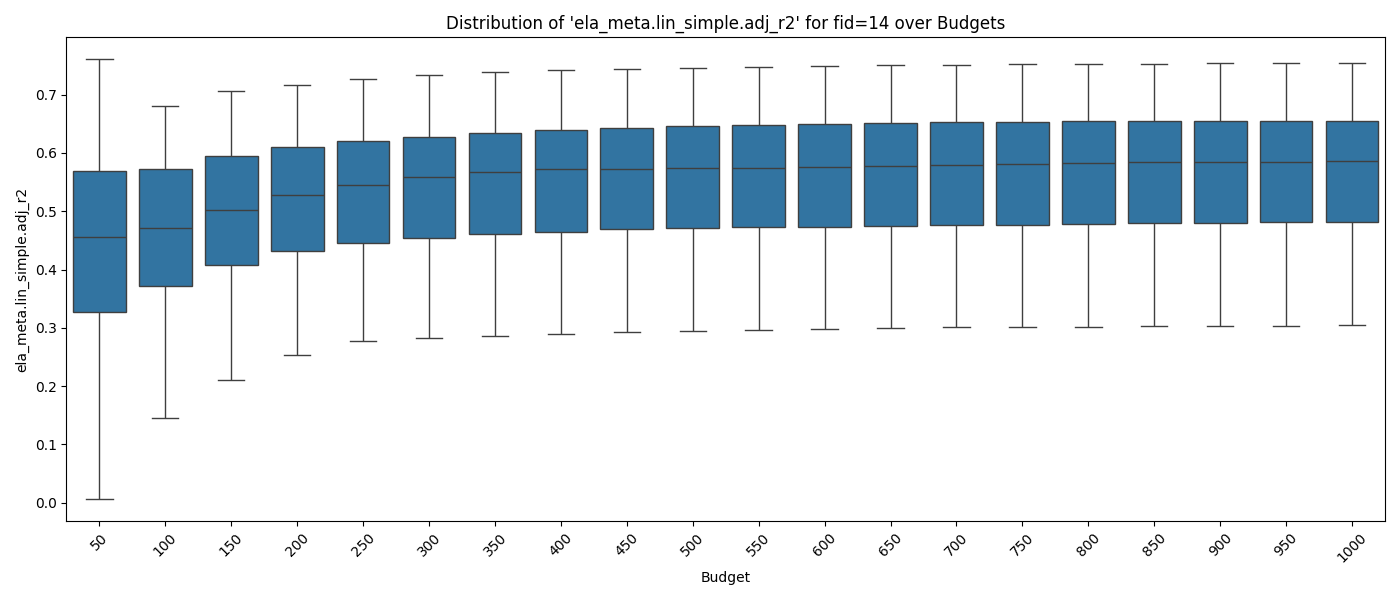 Distribution of 'ela_meta.lin_simple.adj_r2' for fid=14 over Budgets
ela_meta.lin_simple.adj_r2
0.7
0.6
0.5
0.4
0.3
0.2
0.1
0.0
50 100 150 200 250 300 350 400 450 500 550 600 650 700 750 800 850 900 950 1000
Budget